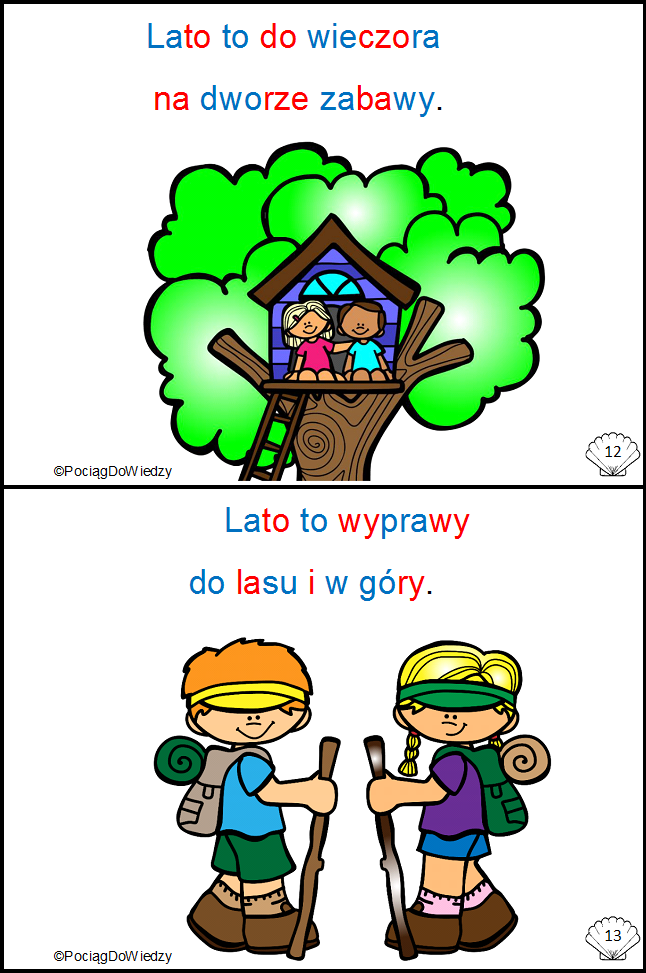 Lato to do wieczora
na dworze zabawy.
©PociągDoWiedzy
12
Lato to wyprawy
do lasu i w góry.
©PociągDoWiedzy
13